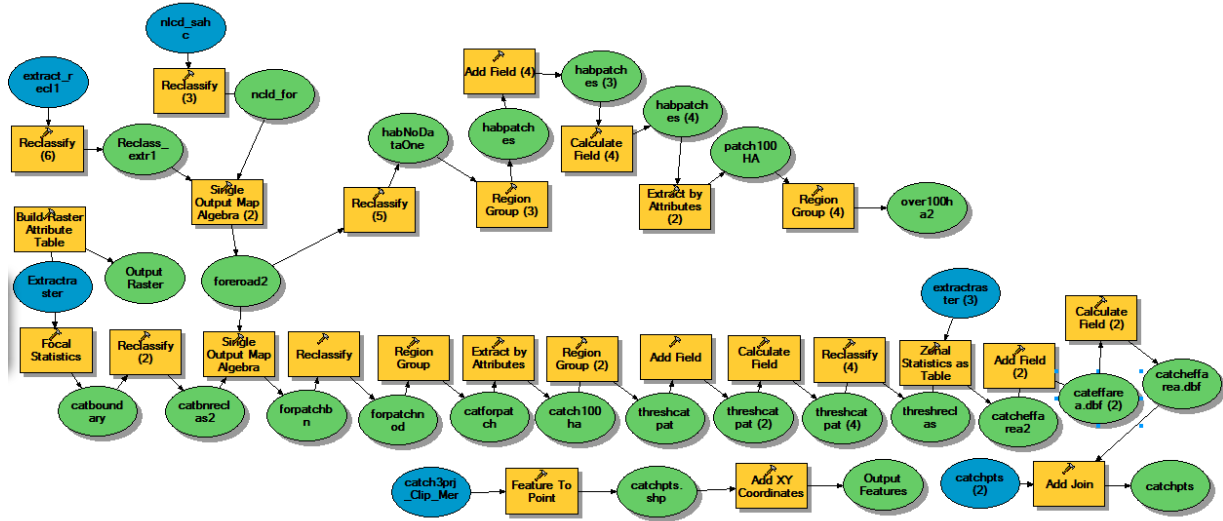 nlcd_sah
c
extract_r
ecl1
Reclassify
(3)
ncld_for
Reclassify
(6)
Reclass_
extr1
Single
Output Map
Algebra (2)
Add Field (4)
habpatch
es (3)
habNoDa
taOne
habpatch
es
Calculate
Field (4)
habpatch
es (4)
Reclassify
(5)
Region
Group (3)
Extract by
Attributes
(2)
patch100
HA
Region
Group (4)
over100h
a2
Build Raster
Attribute
Table
Output
Raster
foreroad2
Extractra
ster
extractras
ter (3)
Focal
Statistics
Reclassify
(2)
Single
Output Map
Algebra
Reclassify
Region
Group
Extract by
Attributes
Region
Group (2)
Add Field
Calculate
Field
Reclassify
(4)
Zonal
Statistics as
Table
Add Field
(2)
Calculate
Field (2)
catbound
ary
catbnrecl
as2
forpatchb
n
forpatchn
od
catforpat
ch
catch100
ha
threshcat
pat
threshcat
pat (2)
threshcat
pat (4)
threshrecl
as
catcheffa
rea2
cateffare
a.dbf (2)
catcheffa
rea.dbf
catch3prj
_Clip_Mer
Feature To
Point
catchpts.
shp
Add XY
Coordinates
Output
Features
catchpts
(2)
Add Join
catchpts